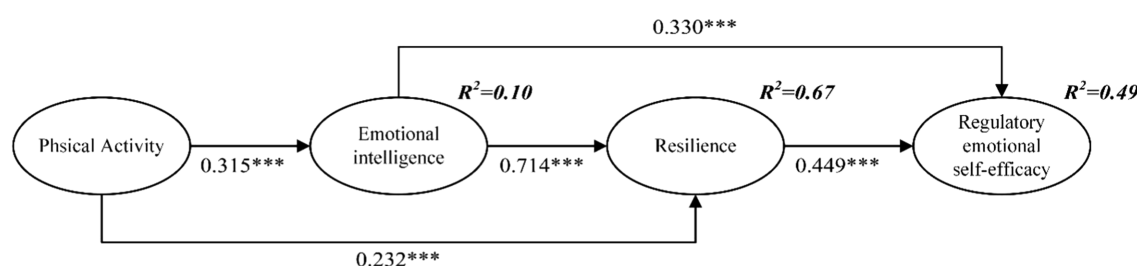 0.330***
R²=0.10
R²=0.67
R²=0.49
Phsical Activity
0.315***
Emotional
intelligence
0.714***
Resilience
0.449***
Regulatory
emotional
self-efficacy
0.232***